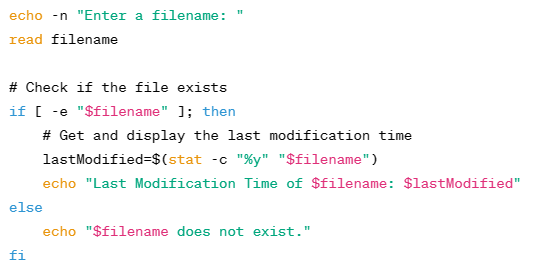 echo -n "Enter a filename: "
read filename

# Check if the file exists
if [ -e "$filename" ]; then
    # Get and display the last modification time
    lastModified=$(stat -c "%y" "$filename")
    echo "Last Modification Time of $filename: $lastModified"
else
    echo "$filename does not exist."
fi